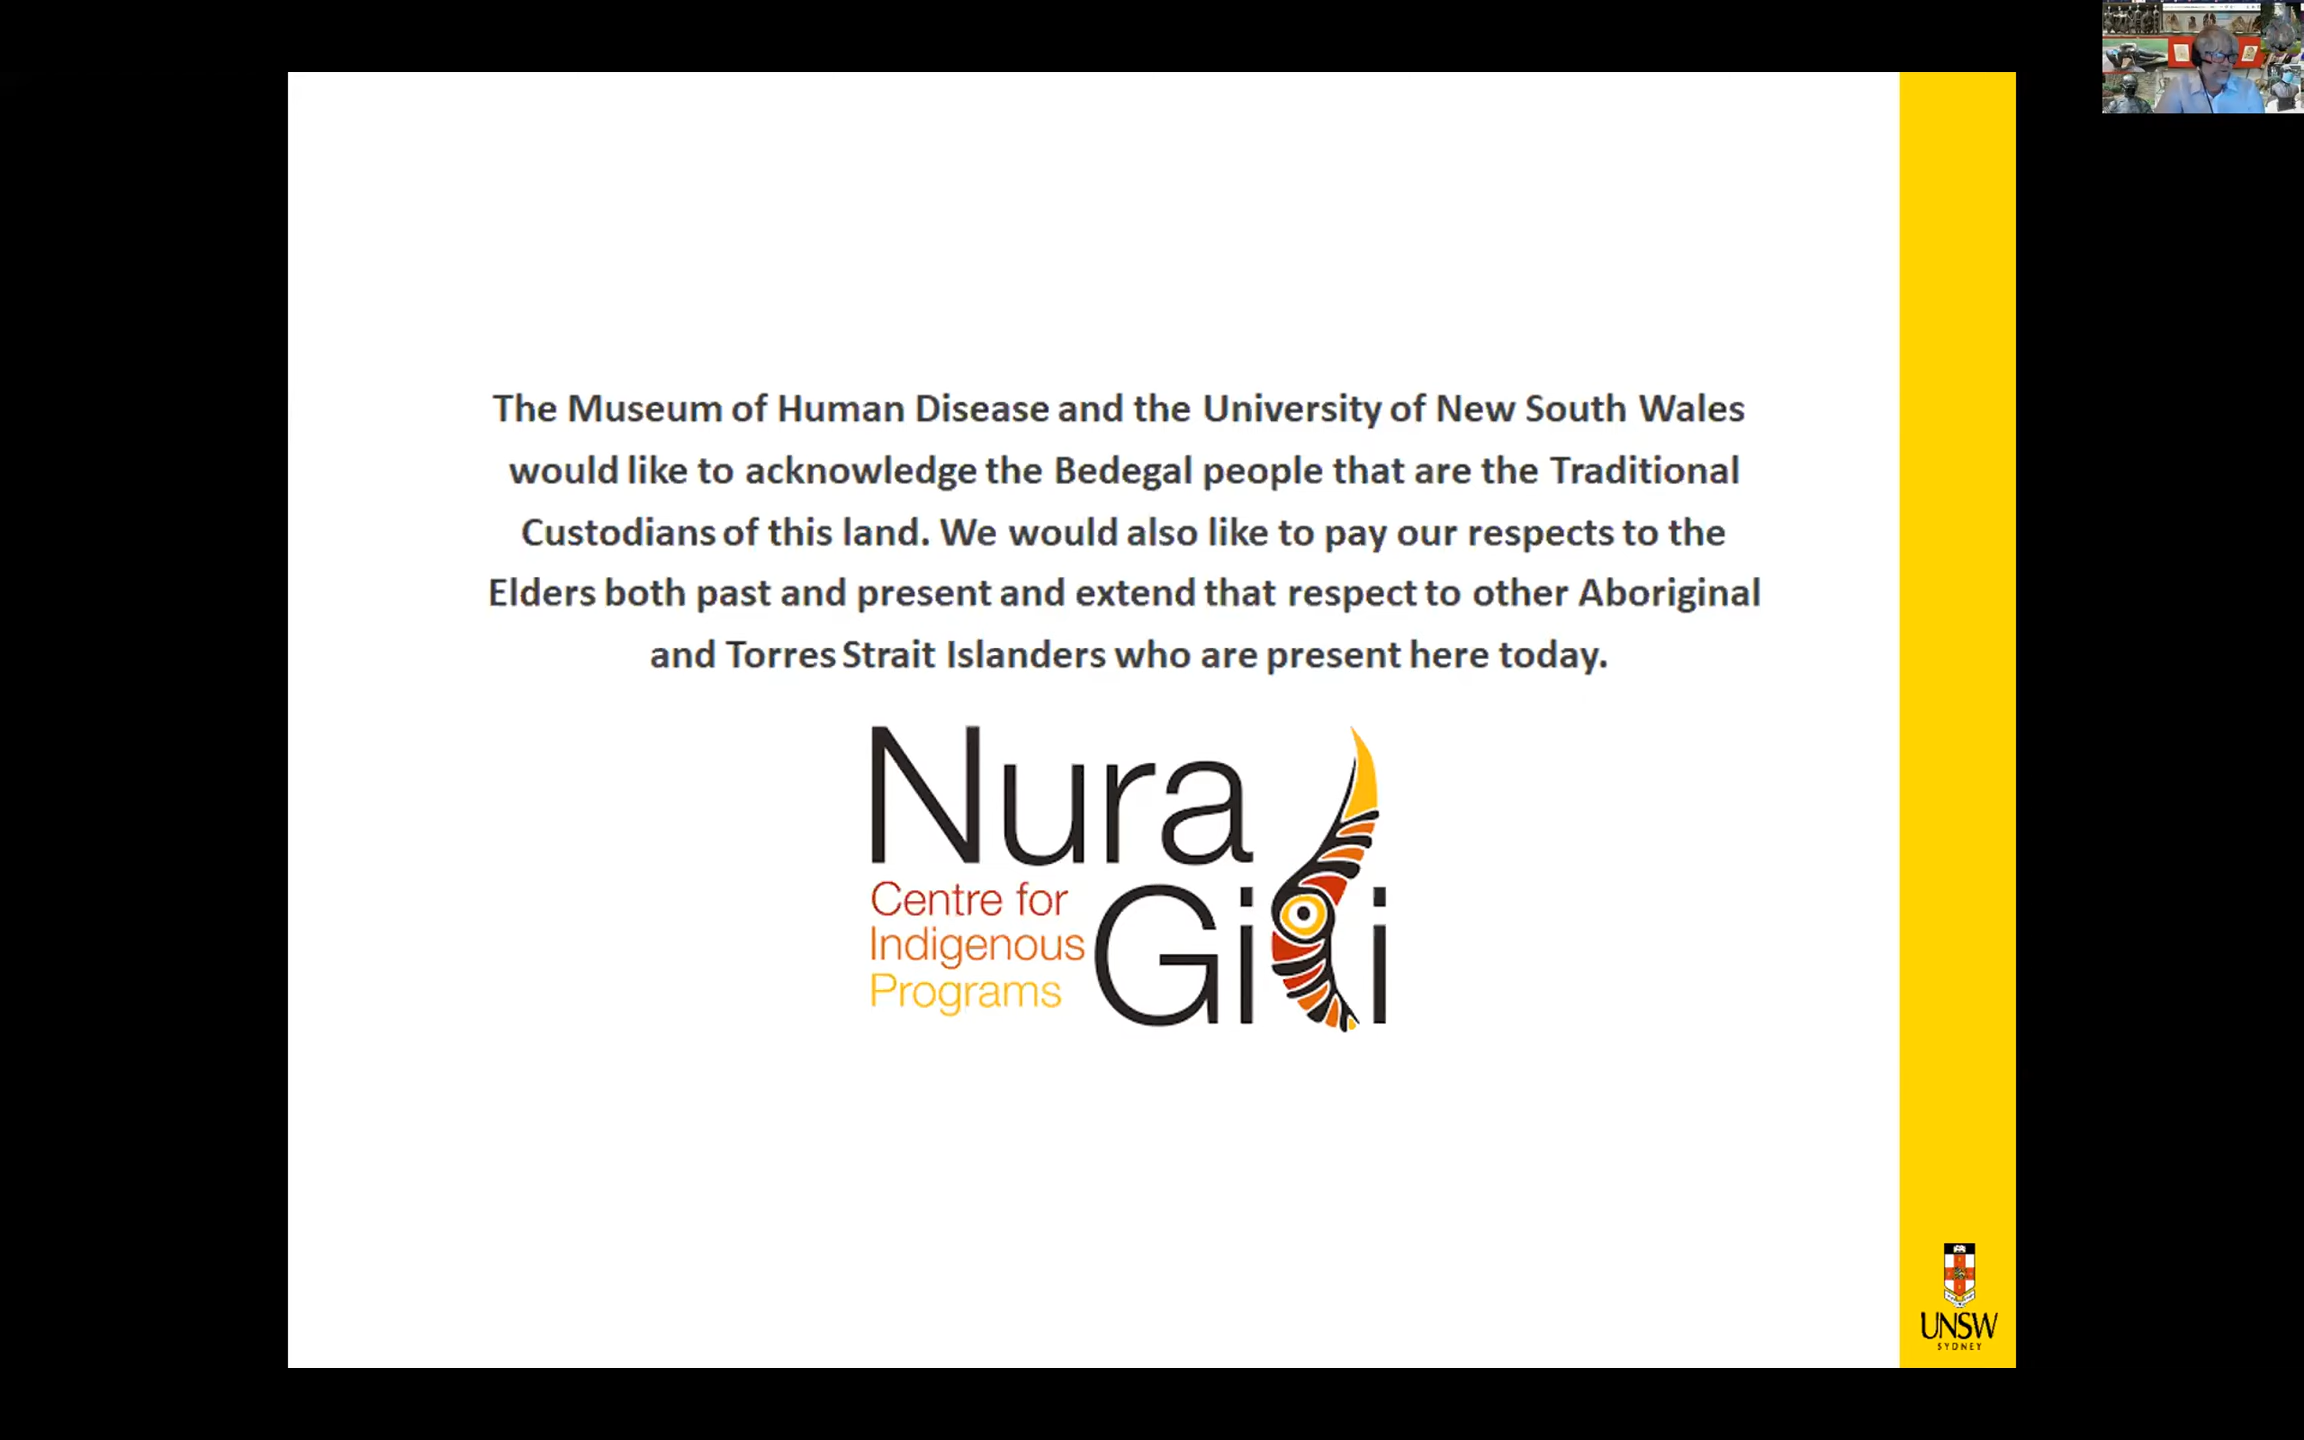 The Museum of Human Disease and the University of New South Wales
would like to acknowledge the Bedegal people that are the Traditional
Custodians of this land. We would also like to pay our respects to the
Elders both past and present and extend that respect to other Aboriginal
and Torres Strait Islanders who are present here today.
Nura
Centre for
Indigenous
Programs
Gili
UNSW
SYDNEY